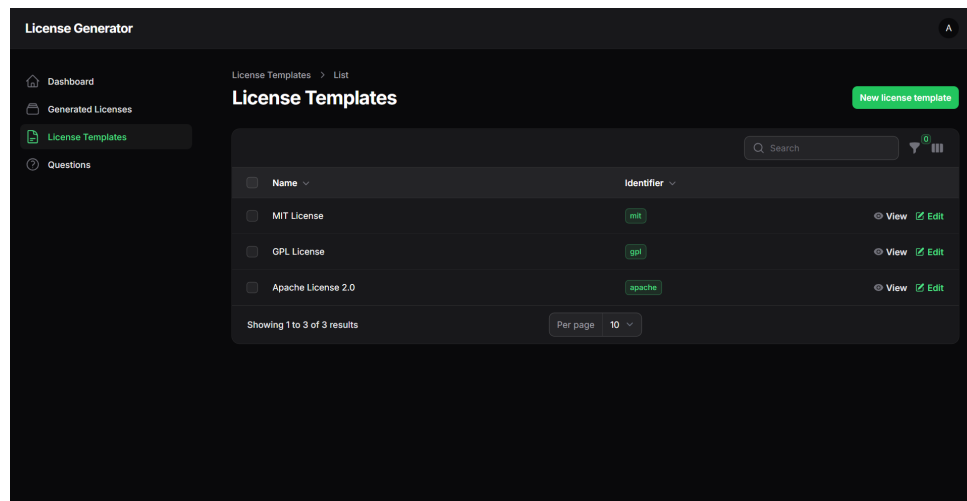 License Generator
A
Dashboard
Generated Licenses
License Templates
Questions
License Templates > List
License Templates
New license template
Search
0
Name
Identifier
MIT License
mit
View
Edit
GPL License
gpl
View
Edit
Apache License 2.0
apache
View
Edit
Showing 1 to 3 of 3 results
Per page
10